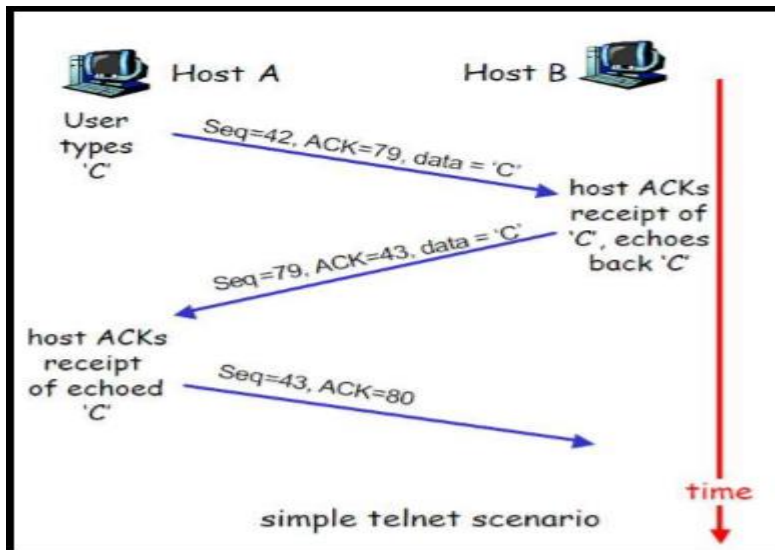 Host A
Host B
User
types
'C'
Seq=42, ACK=79, data = 'C'
host ACKs
receipt of
'C', echoes
back 'C'
Seq=79, ACK=43, data = 'C'
host ACKs
receipt
of echoed
'C'
Seq=43, ACK=80
time
simple telnet scenario